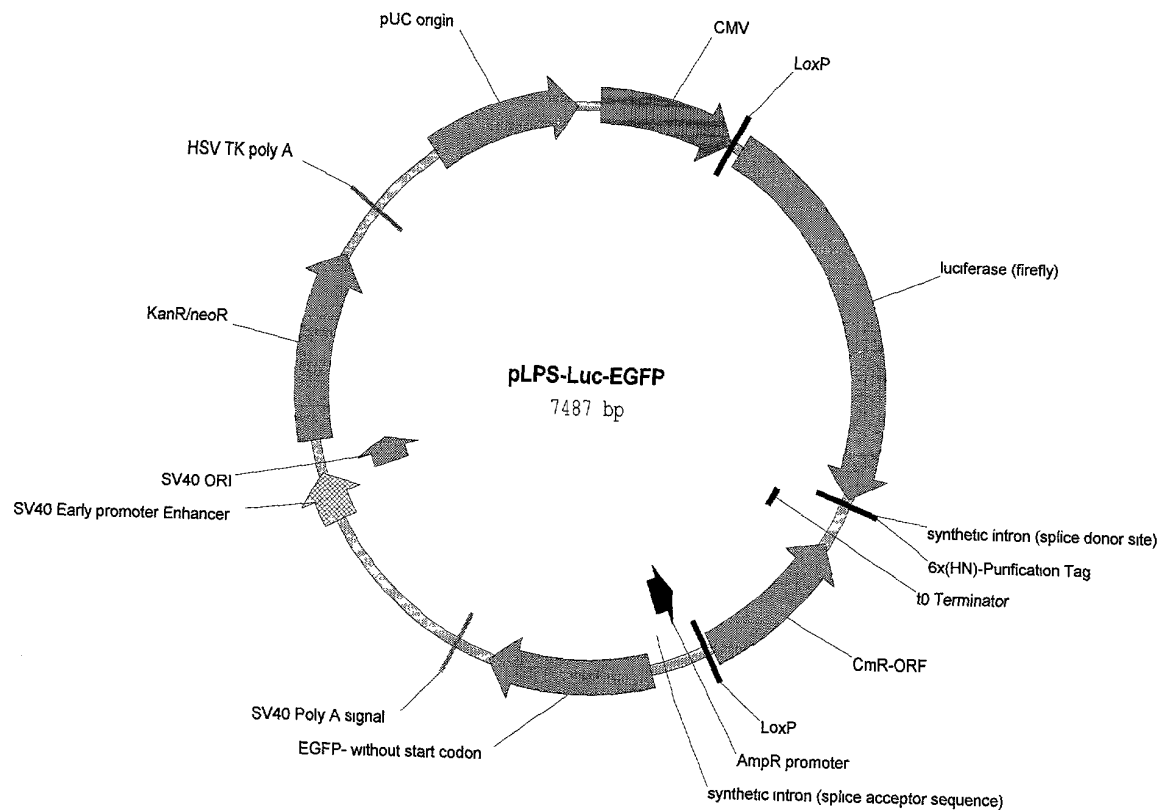 pUC origin
CMV
LoxP
HSV TK poly A
luciferase (firefly)
KanR/neoR
pLPS-Luc-EGFP
7487 bp
SV40 ORI
SV40 Early promoter Enhancer
synthetic intron (splice donor site)
6x(HN)-Purification Tag
t0 Terminator
CmR-ORF
SV40 Poly A signal
LoxP
EGFP- without start codon
AmpR promoter
synthetic intron (splice acceptor sequence)